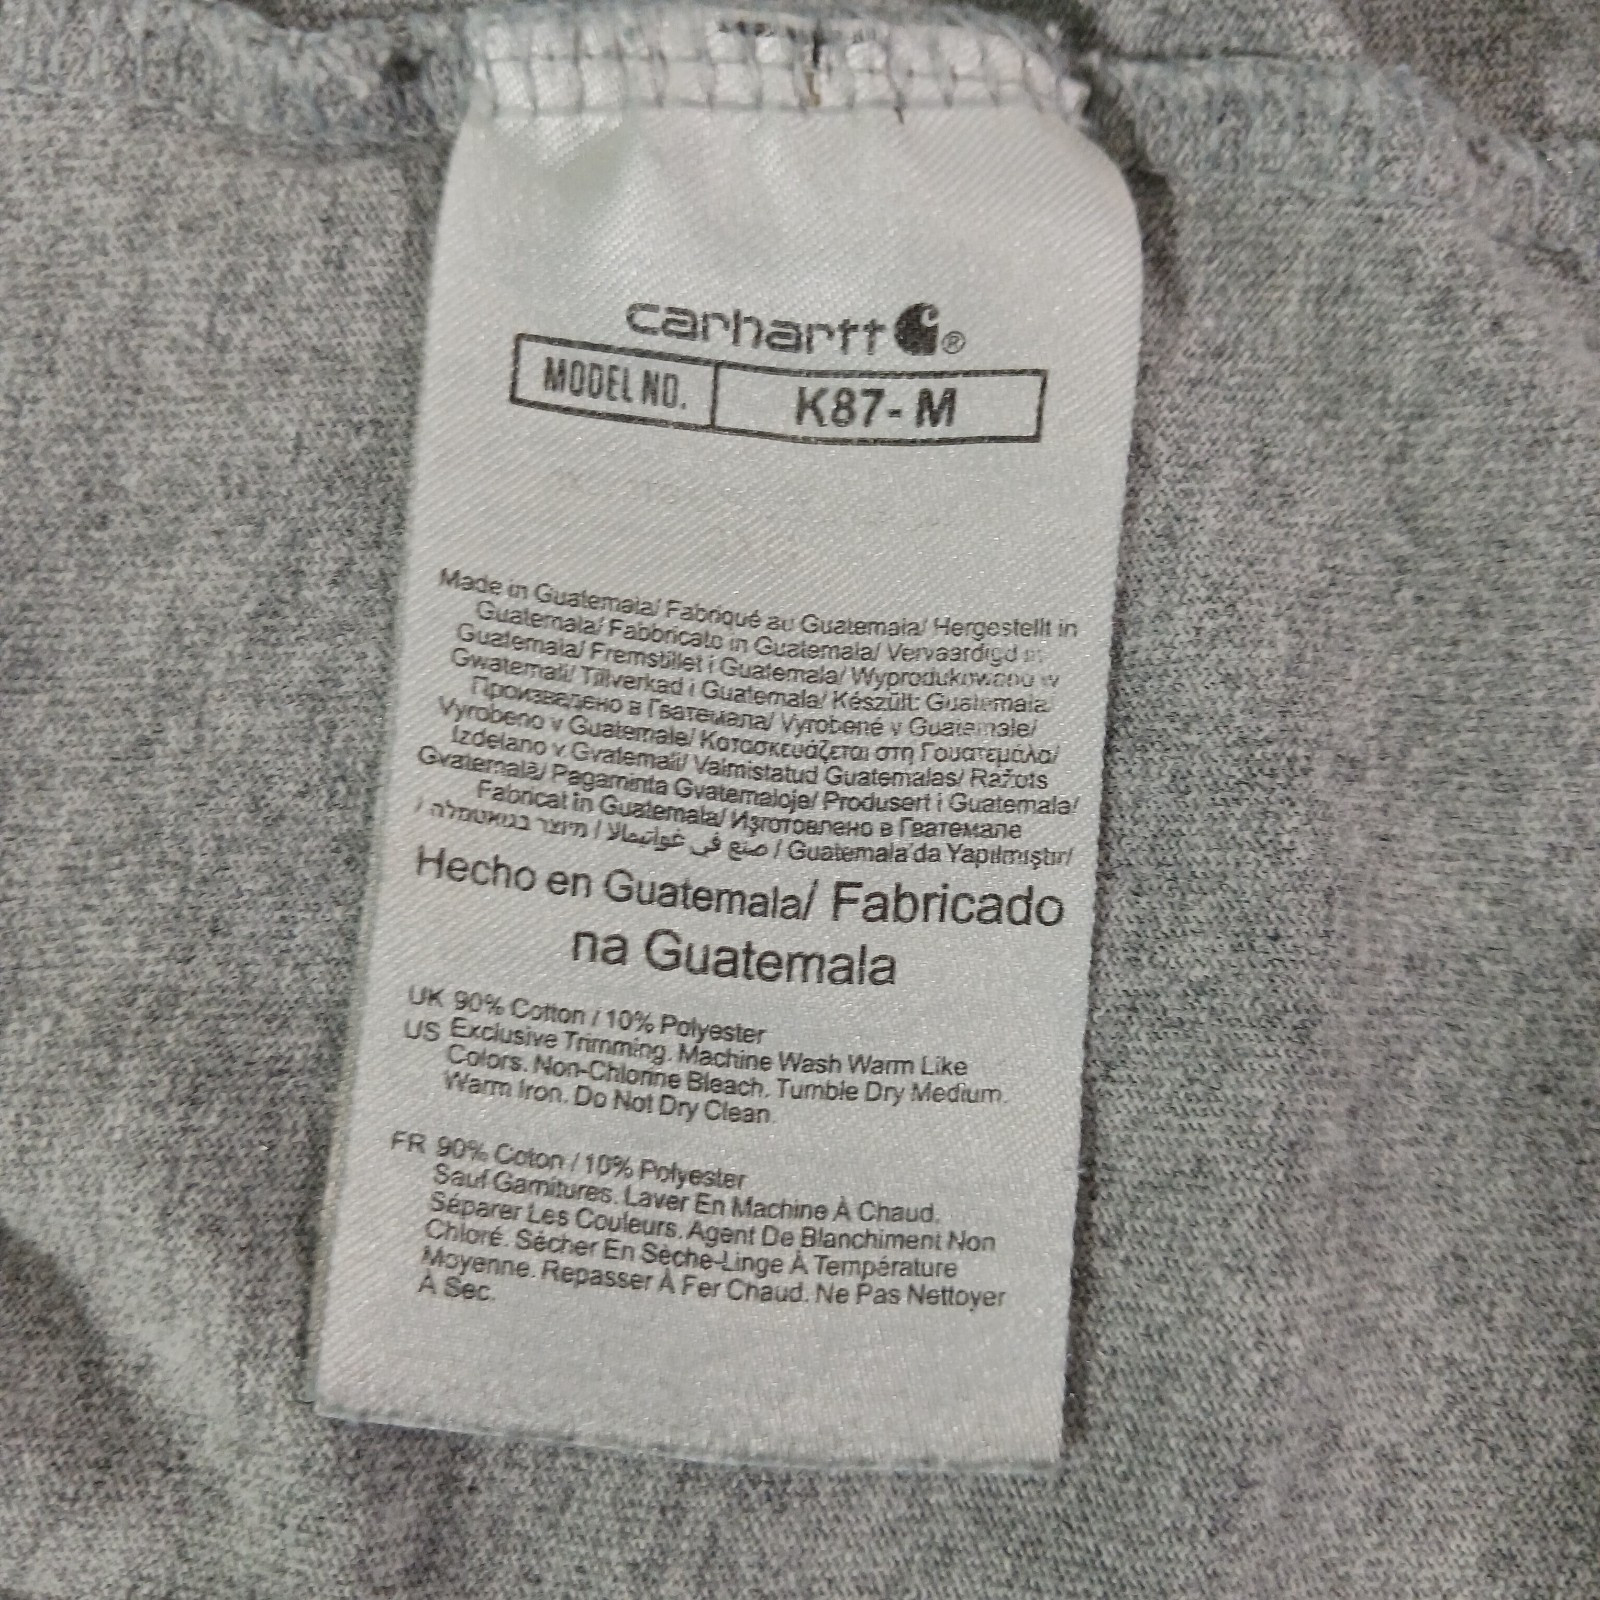 carhartt ®
MODEL NO. K87-M
Made in Guatemala/ Fabriqué au Guatemala/ Hergestellt in
Guatemala/ Fabbricato in Guatemala/ Vervaardigd in
Guatemala/ Fremstillet i Guatemala/ Wyprodukowano w
Gwatemali/ Tillverkad i Guatemala/ Készült: Guatemala/
Произведено в Гватемала/ Vyrobené v Guatemale/
Vyrobeno v Guatemale/ Κατασκευάζεται στη Γουατεμάλα/
Izdelano v Gvatemali/ Valmistatud Guatemalas/ Ražots
Gvatemalā/ Pagaminta Gvatemaloje/ Produsert i Guatemala/
Fabricat in Guatemala/ Изготовлено в Гватемале
/ מיוצר בגואטמלה / صنع في غواتيمالا / Guatemala'da Yapılmıştır/
Hecho en Guatemala/ Fabricado
na Guatemala
UK 90% Cotton / 10% Polyester
US Exclusive Trimming. Machine Wash Warm Like
Colors. Non-Chlorine Bleach. Tumble Dry Medium.
Warm Iron. Do Not Dry Clean.
FR 90% Coton / 10% Polyester
Sauf Garnitures. Laver En Machine À Chaud.
Séparer Les Couleurs. Agent De Blanchiment Non
Chloré. Sécher En Sèche-Linge À Température
Moyenne. Repasser À Fer Chaud. Ne Pas Nettoyer
À Sec.